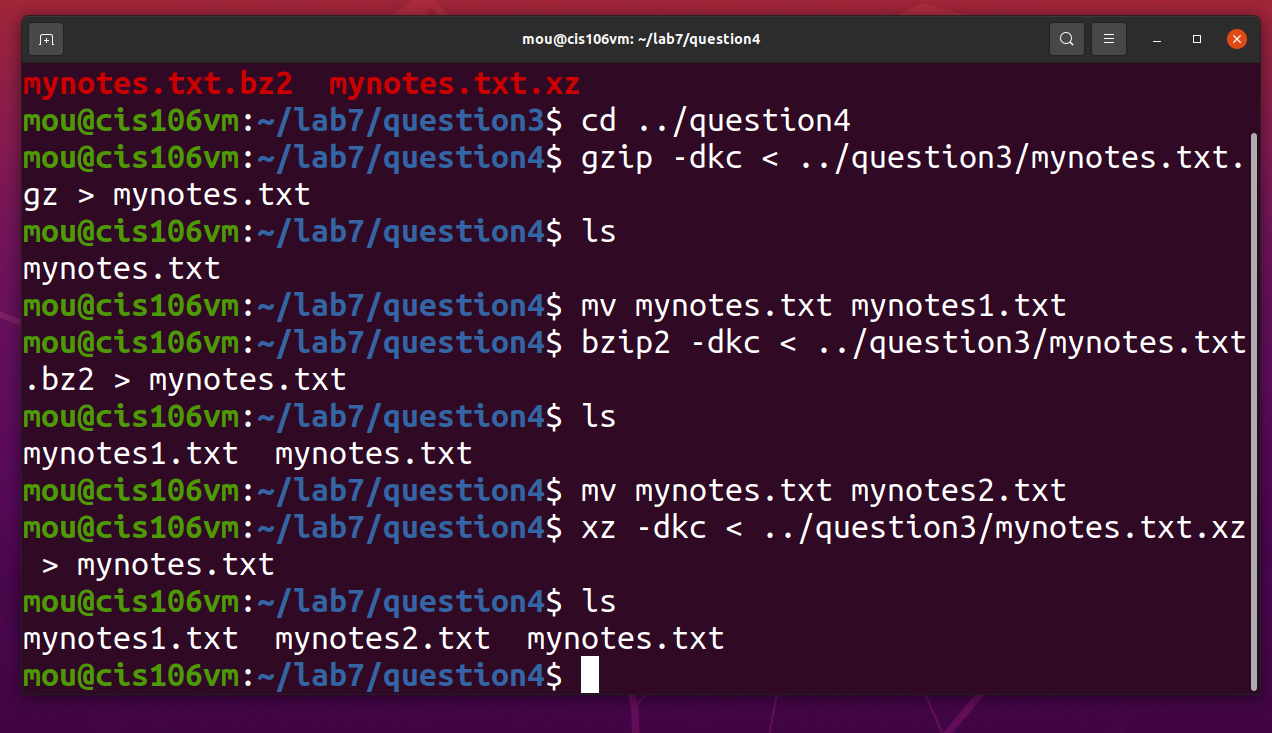 mou@cis106vm: ~/lab7/question4
mynotes.txt.bz2  mynotes.txt.xz
mou@cis106vm:~/lab7/question3$ cd ../question4
mou@cis106vm:~/lab7/question4$ gzip -dkc < ../question3/mynotes.txt.
gz > mynotes.txt
mou@cis106vm:~/lab7/question4$ ls
mynotes.txt
mou@cis106vm:~/lab7/question4$ mv mynotes.txt mynotes1.txt
mou@cis106vm:~/lab7/question4$ bzip2 -dkc < ../question3/mynotes.txt
.bz2 > mynotes.txt
mou@cis106vm:~/lab7/question4$ ls
mynotes1.txt  mynotes.txt
mou@cis106vm:~/lab7/question4$ mv mynotes.txt mynotes2.txt
mou@cis106vm:~/lab7/question4$ xz -dkc < ../question3/mynotes.txt.xz
 > mynotes.txt
mou@cis106vm:~/lab7/question4$ ls
mynotes1.txt  mynotes2.txt  mynotes.txt
mou@cis106vm:~/lab7/question4$